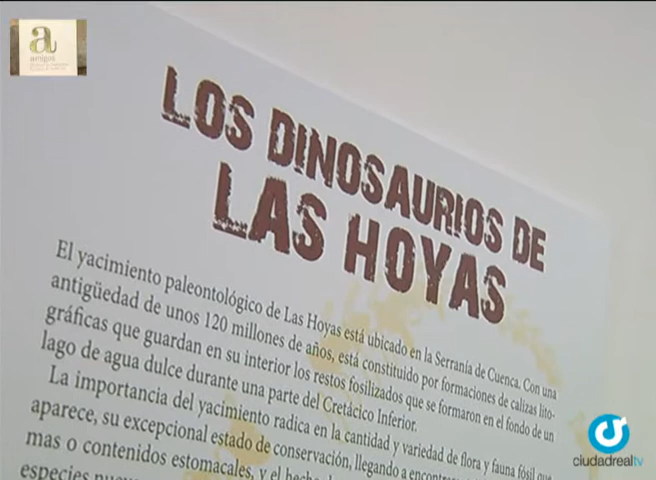 a
amigos
LOS DINOSAURIOS DE
LAS HOYAS
El yacimiento paleontológico de Las Hoyas está ubicado en la Serranía de Cuenca. Con una
antigüedad de unos 120 millones de años, está constituido por formaciones de calizas lito-
gráficas que guardan en su interior los restos fosilizados que se formaron en el fondo de un
lago de agua dulce durante una parte del Cretácico Inferior.
La importancia del yacimiento radica en la cantidad y variedad de flora y fauna fósil que
aparece, su excepcional estado de conservación, llegando a
mas o contenidos estomacales, y el
especies
ciudadrealtv